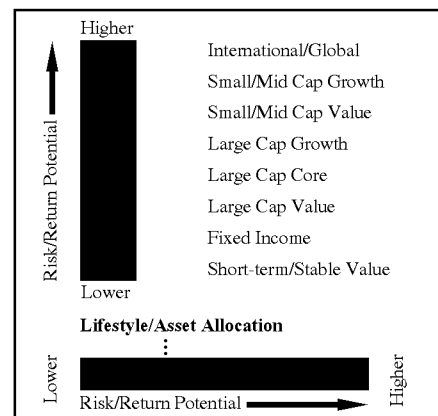 Higher
International/Global
Small/Mid Cap Growth
Small/Mid Cap Value
Large Cap Growth
Large Cap Core
Large Cap Value
Fixed Income
Short-term/Stable Value
Risk/Return Potential
Lower
Lifestyle/Asset Allocation
Lower
Higher
Risk/Return Potential